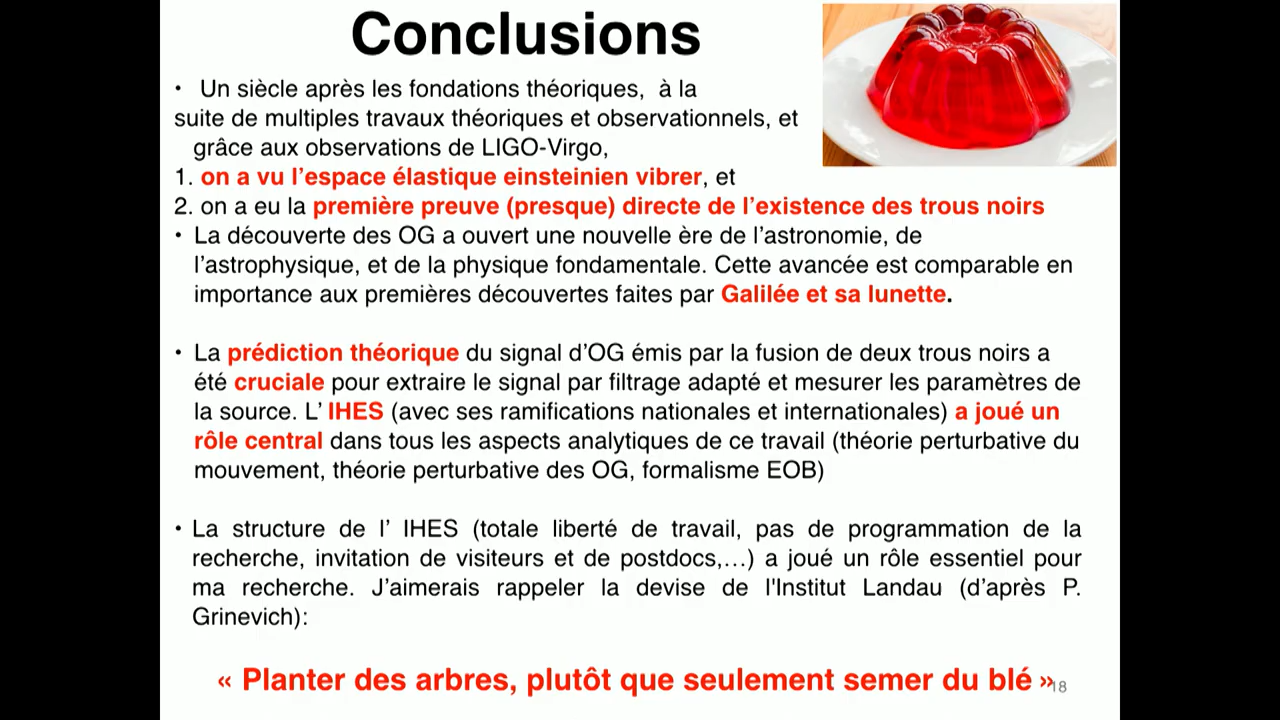 Conclusions
• Un siècle après les fondations théoriques, à la
suite de multiples travaux théoriques et observationnels, et
grâce aux observations de LIGO-Virgo,
1. on a vu l’espace élastique einsteinien vibrer, et
2. on a eu la première preuve (presque) directe de l’existence des trous noirs
• La découverte des OG a ouvert une nouvelle ère de l’astronomie, de
l’astrophysique, et de la physique fondamentale. Cette avancée est comparable en
importance aux premières découvertes faites par Galilée et sa lunette.
• La prédiction théorique du signal d’OG émis par la fusion de deux trous noirs a
été cruciale pour extraire le signal par filtrage adapté et mesurer les paramètres de
la source. L’ IHES (avec ses ramifications nationales et internationales) a joué un
rôle central dans tous les aspects analytiques de ce travail (théorie perturbative du
mouvement, théorie perturbative des OG, formalisme EOB)
• La structure de l’ IHES (totale liberté de travail, pas de programmation de la
recherche, invitation de visiteurs et de postdocs,…) a joué un rôle essentiel pour
ma recherche. J’aimerais rappeler la devise de l'Institut Landau (d’après P.
Grinevich):
« Planter des arbres, plutôt que seulement semer du blé »
18